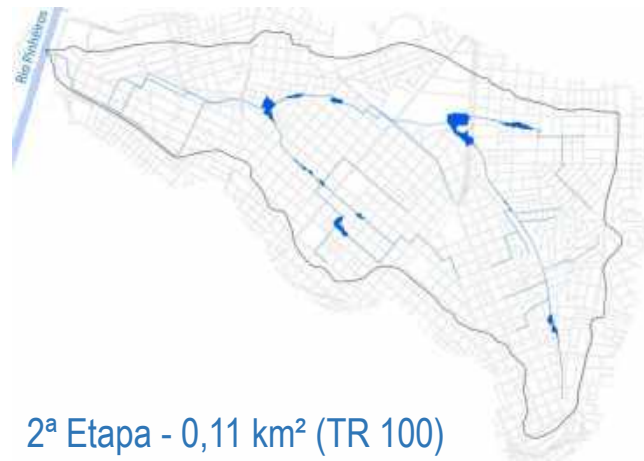 Rio Pinheiros
2ª Etapa - 0,11 km² (TR 100)